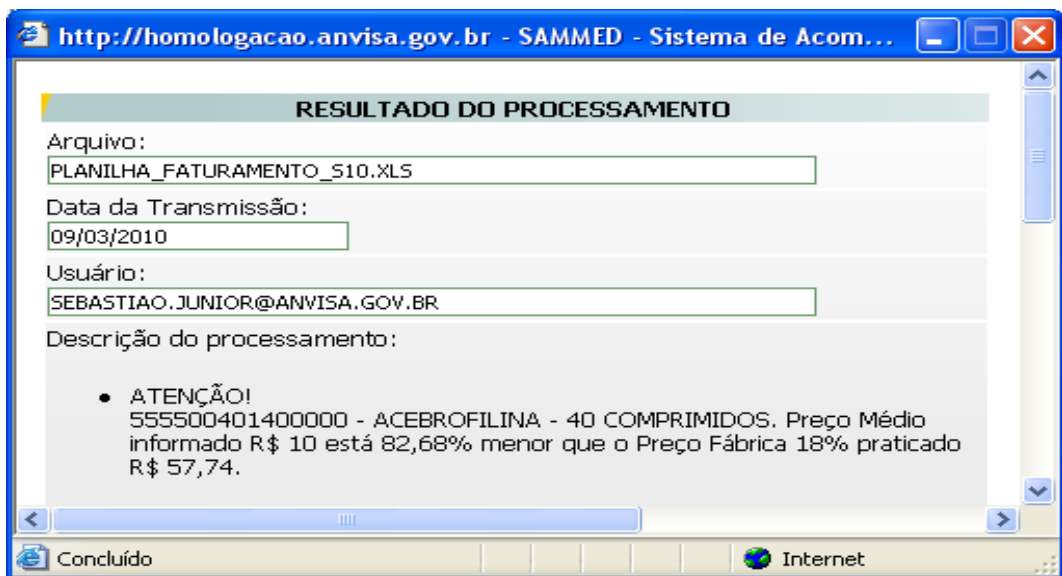 http://homologacao.anvisa.gov.br - SAMMED - Sistema de Acom...
RESULTADO DO PROCESSAMENTO
Arquivo:
PLANILHA_FATURAMENTO_S10.XLS
Data da Transmissão:
09/03/2010
Usuário:
SEBASTIAO.JUNIOR@ANVISA.GOV.BR
Descrição do processamento:
• ATENÇÃO!
555500401400000 - ACEBROFILINA - 40 COMPRIMIDOS. Preço Médio
informado R$ 10 está 82,68% menor que o Preço Fábrica 18% praticado
R$ 57,74.
Concluído
Internet